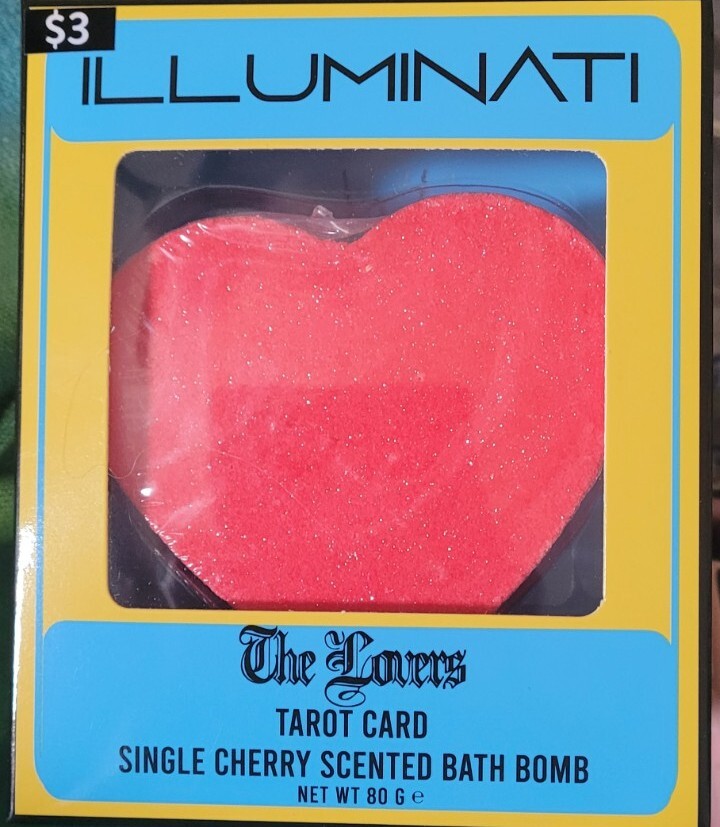 $3
ILLUMINATI
The Lovers
TAROT CARD
SINGLE CHERRY SCENTED BATH BOMB
NET WT 80 G ℮